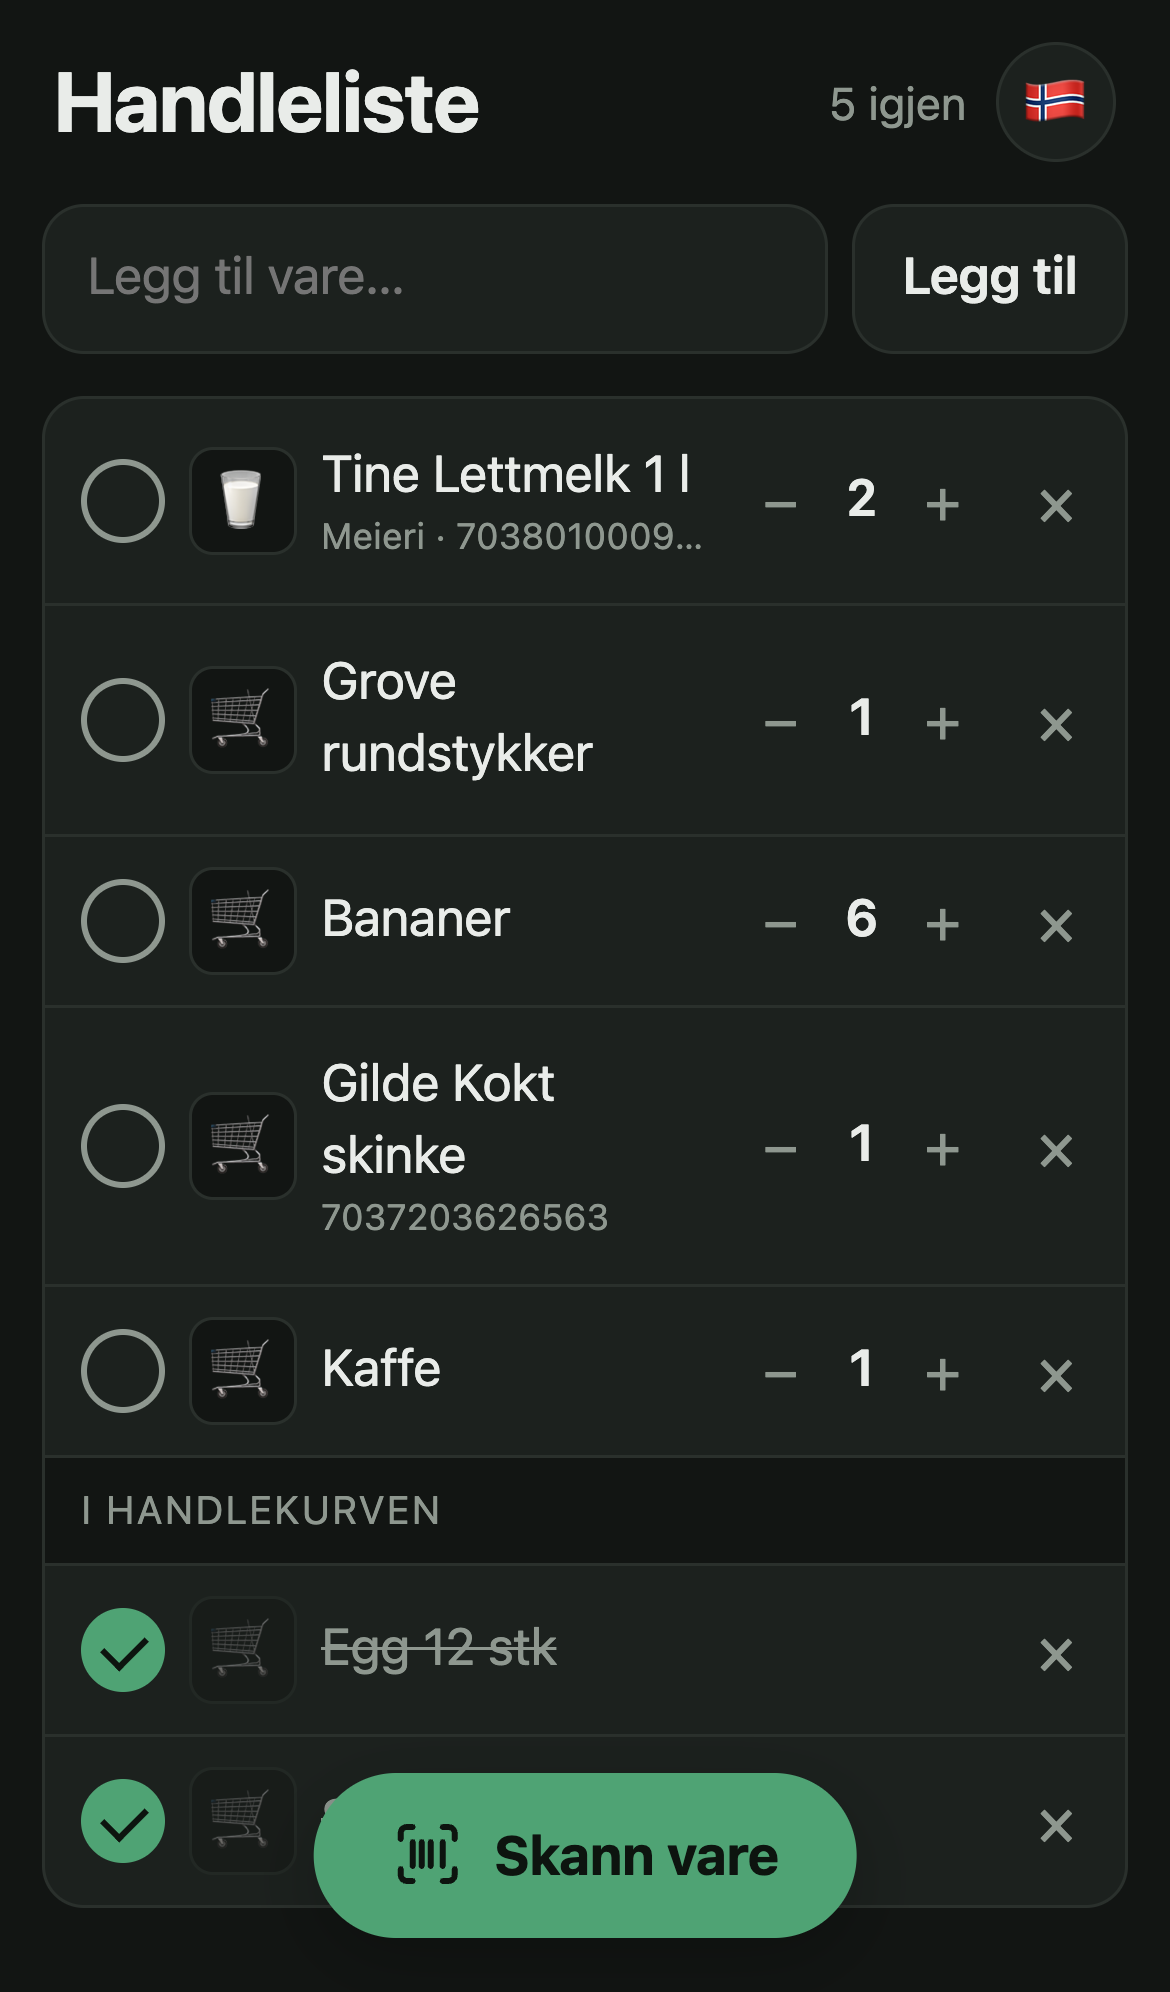 Handleliste
5 igjen
Legg til vare...
Legg til
Tine Lettmelk 1 l
Meieri · 7038010009...
− 2 + ×
Grove
rundstykker
− 1 + ×
Bananer
− 6 + ×
Gilde Kokt
skinke
7037203626563
− 1 + ×
Kaffe
− 1 + ×
I HANDLEKURVEN
Egg 12 stk
×
×
Skann vare